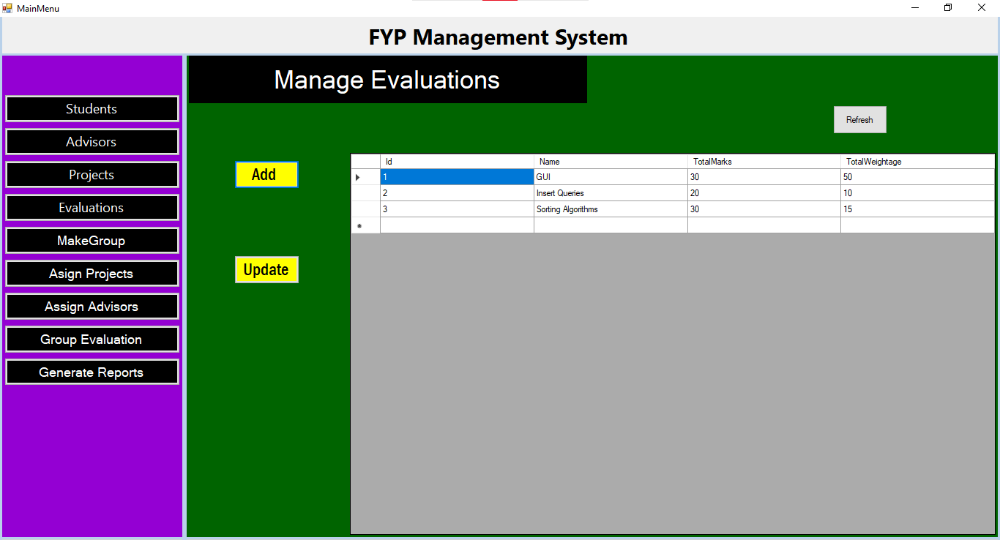 MainMenu
FYP Management System
Manage Evaluations
Students
Advisors
Projects
Evaluations
MakeGroup
Asign Projects
Assign Advisors
Group Evaluation
Generate Reports
Refresh
Add
Update
Id Name TotalMarks TotalWeightage
1 GUI 30 50
2 Insert Queries 20 10
3 Sorting Algorithms 30 15